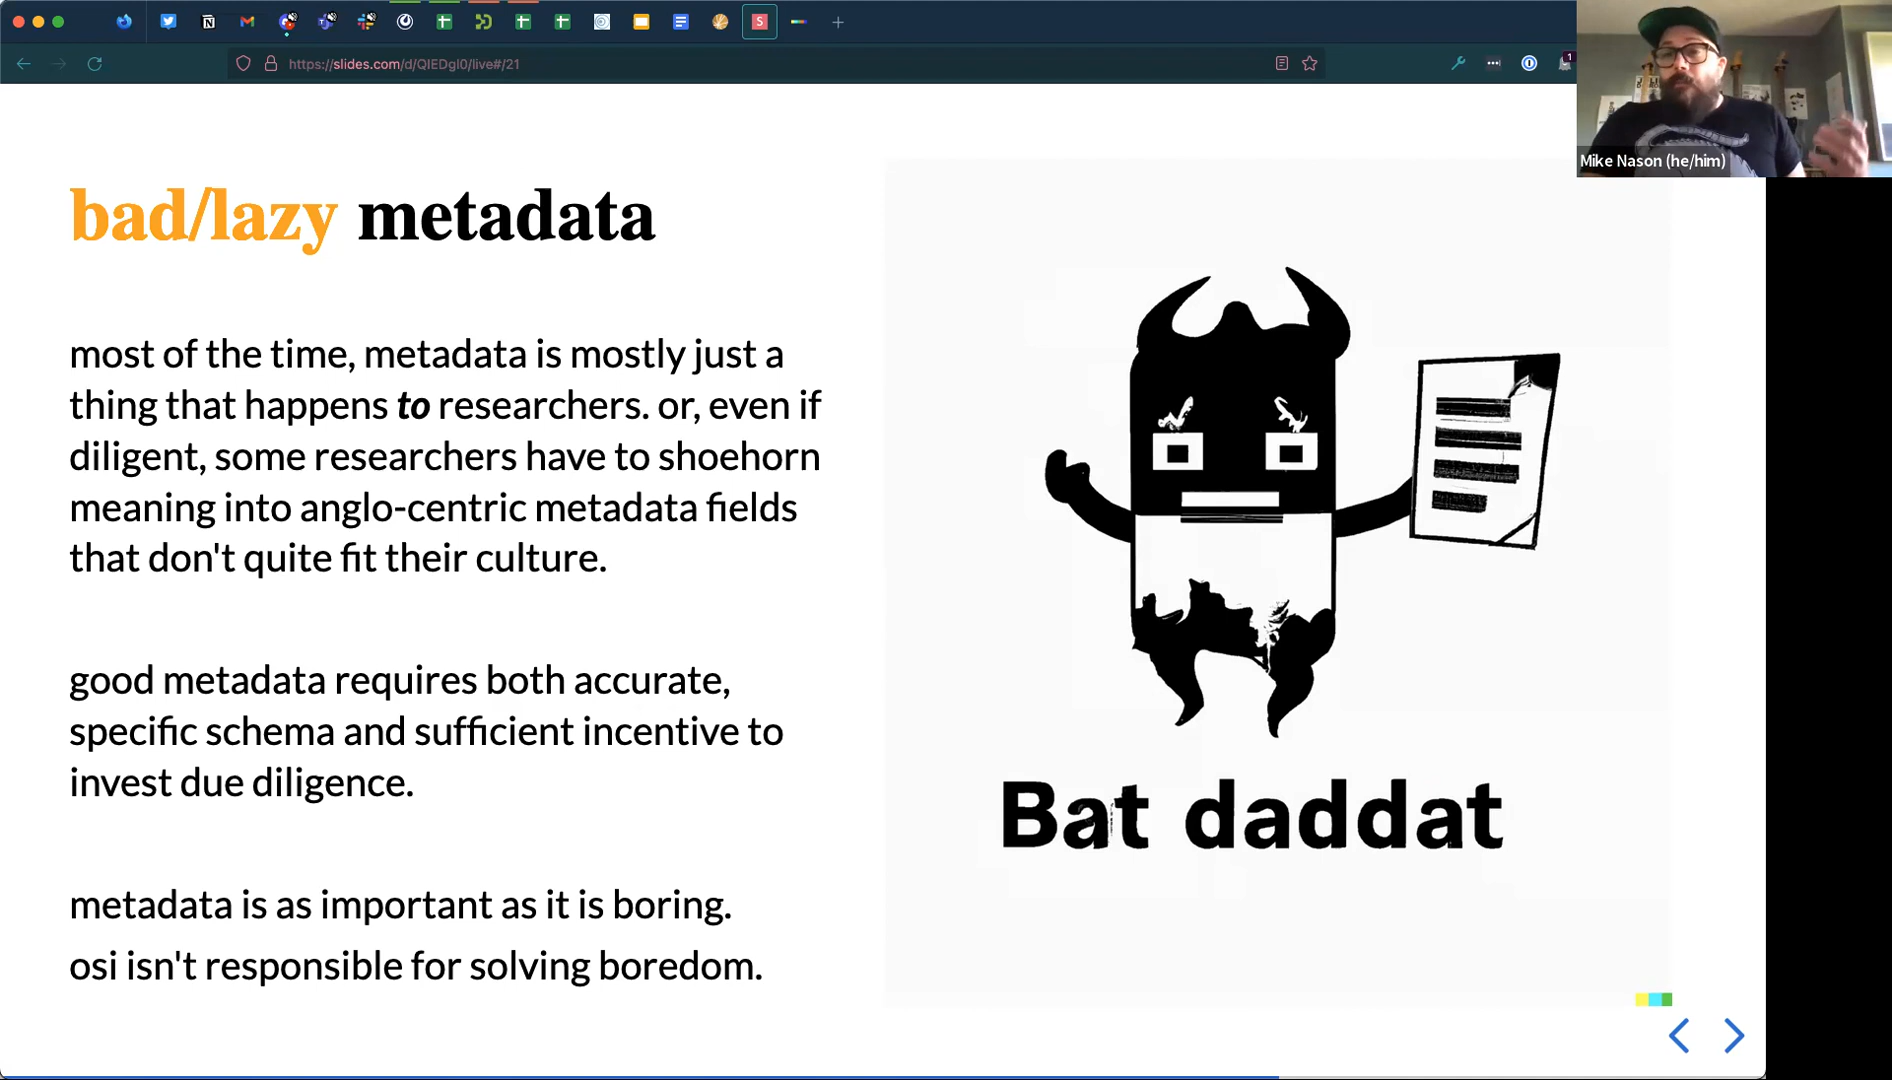 https://slides.com/d/QIEDgI0/live#/21
1
Mike Nason (he/him)
bad/lazy metadata
most of the time, metadata is mostly just a
thing that happens to researchers. or, even if
diligent, some researchers have to shoehorn
meaning into anglo-centric metadata fields
that don't quite fit their culture.
good metadata requires both accurate,
specific schema and sufficient incentive to
invest due diligence.
metadata is as important as it is boring.
osi isn't responsible for solving boredom.
Bat daddat